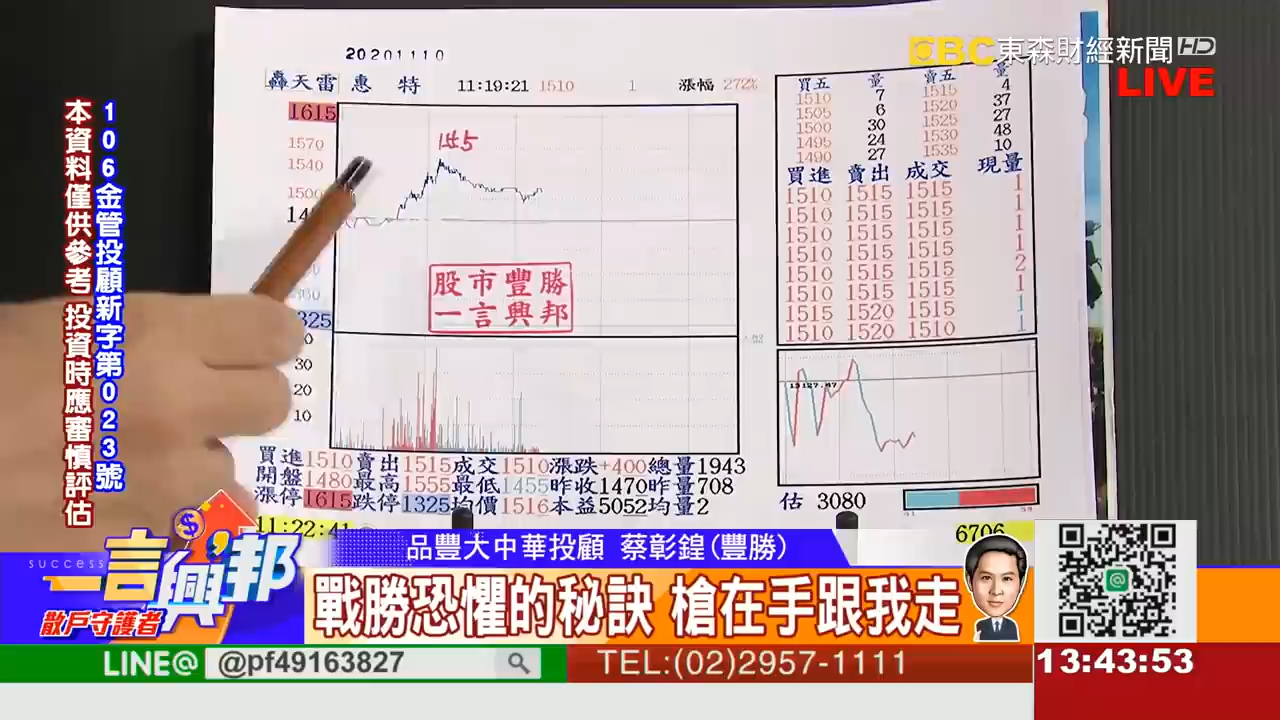 20201110
EBC東森財經新聞HD
LIVE
轟天雷 惠特 11:19:21 1510 1 漲幅 272%
1615
1570
1540
1500
155
325
30
20
10
股市豐勝
一言興邦
買五 量 賣五 量
1510 7 1515 4
1505 6 1520 37
1500 30 1525 27
1495 24 1530 48
1490 27 1535 10
買進 賣出 成交 現量
1510 1515 1515 1
1510 1515 1515 1
1510 1515 1515 1
1510 1515 1515 1
1510 1515 1515 2
1510 1515 1515 1
1515 1520 1515 1
1510 1520 1510 1
13127.47
估 3080
買進1510賣出1515成交1510漲跌+400總量1943
開盤1480最高1555最低1455昨收1470昨量708
漲停1615跌停1325均價1516本益5052均量2
11:22:41
6706
106金管投顧新字第023號
本資料僅供參考 投資時應審慎評估
success
一言興邦
散戶守護者
品豐大中華投顧 蔡彰鍠(豐勝)
戰勝恐懼的秘訣 槍在手跟我走
LINE@ @pf49163827
TEL:(02)2957-1111
13:43:53